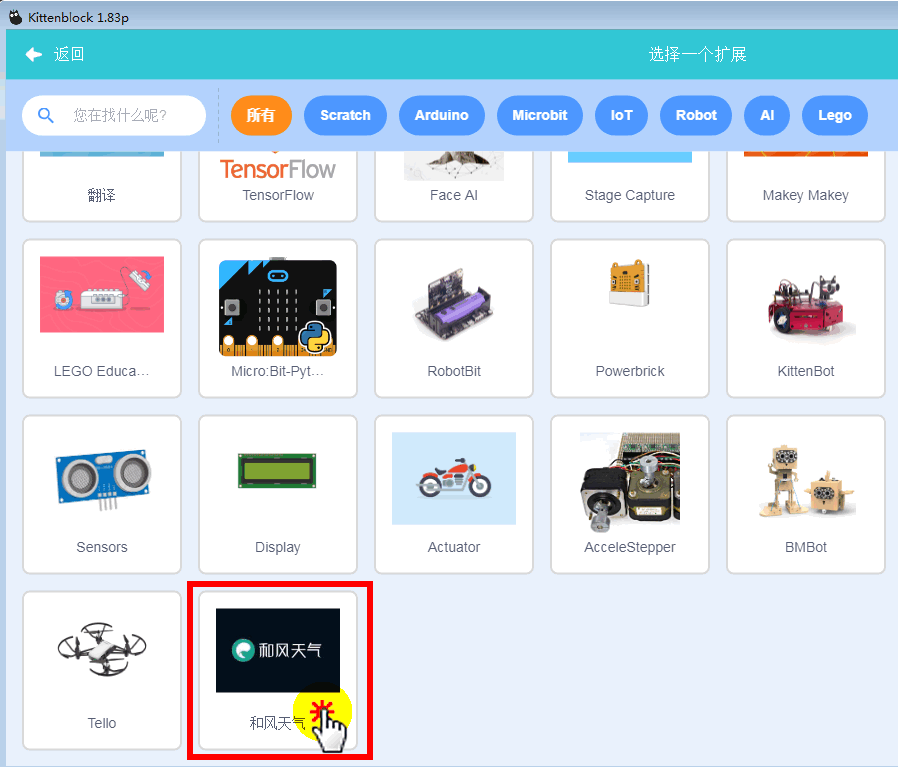 Kittenblock 1.83p
返回
选择一个扩展
您在找什么呢?
所有
Scratch
Arduino
Microbit
IoT
Robot
AI
Lego
TensorFlow
翻译
TensorFlow
Face AI
Stage Capture
Makey Makey
LEGO Educa...
Micro:Bit-Pyt...
RobotBit
Powerbrick
KittenBot
Sensors
Display
Actuator
AcceleStepper
BMBot
和风天气
Tello
和风天气